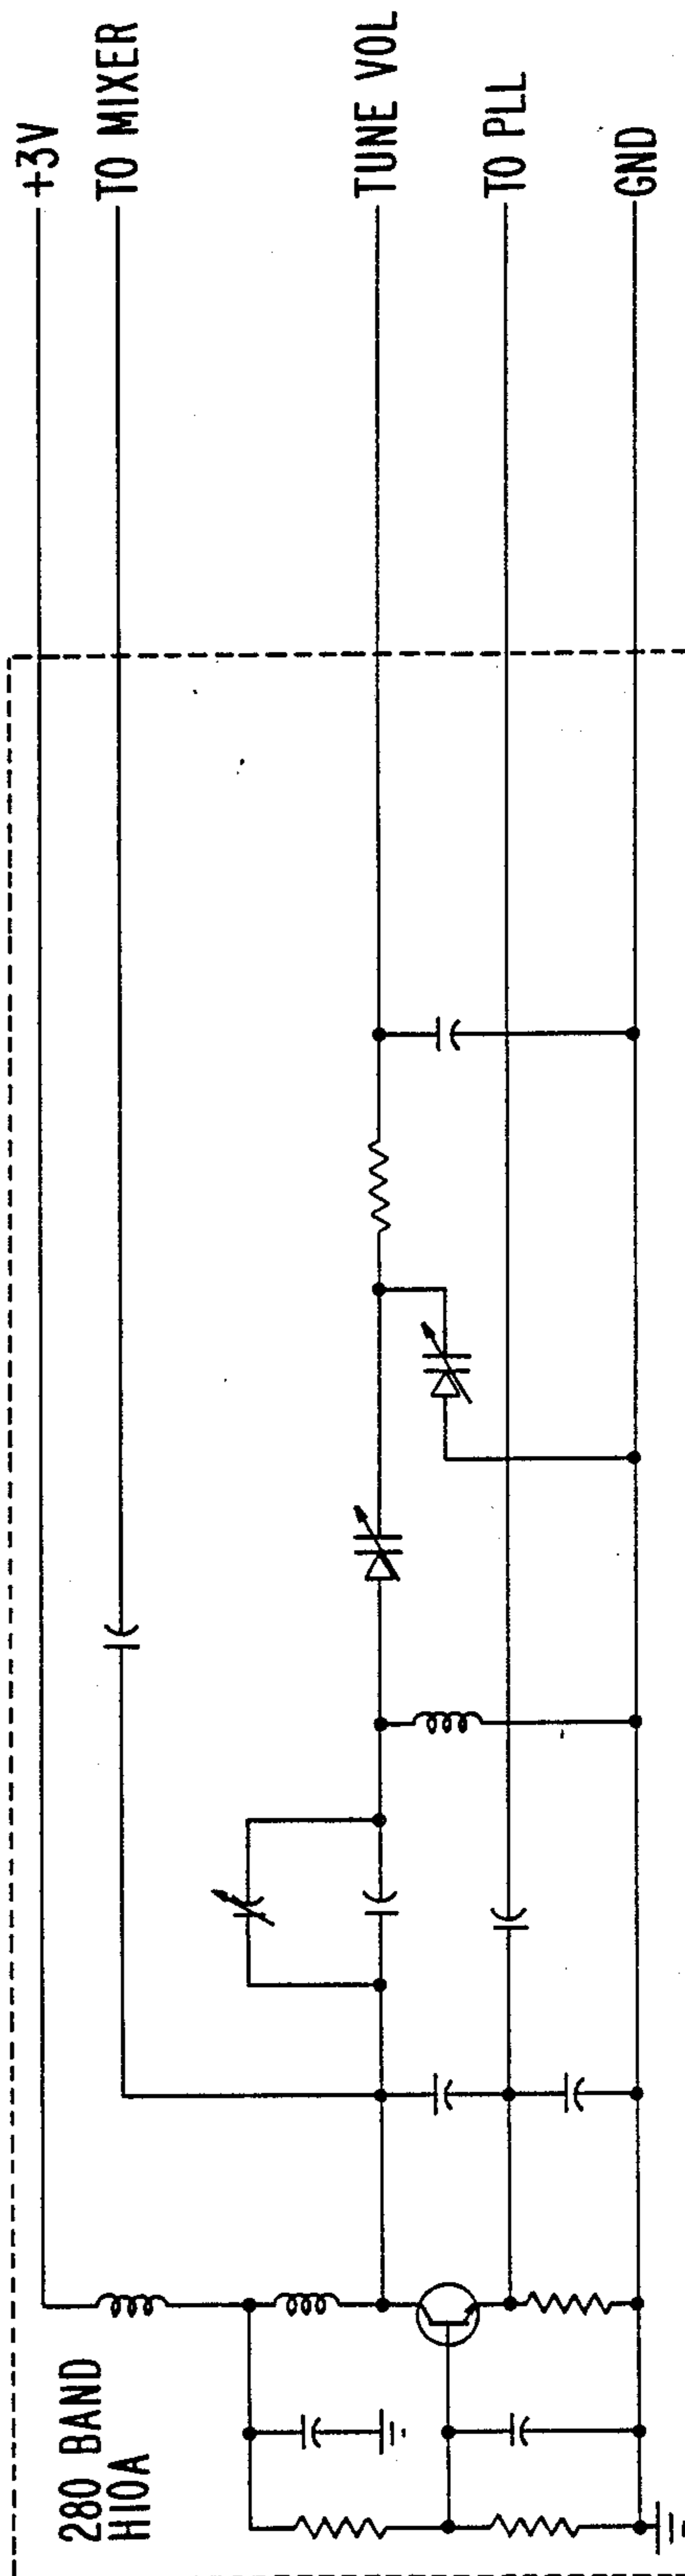 +3V
TO MIXER
TUNE VOL
TO PLL
GND
280 BAND
H10A